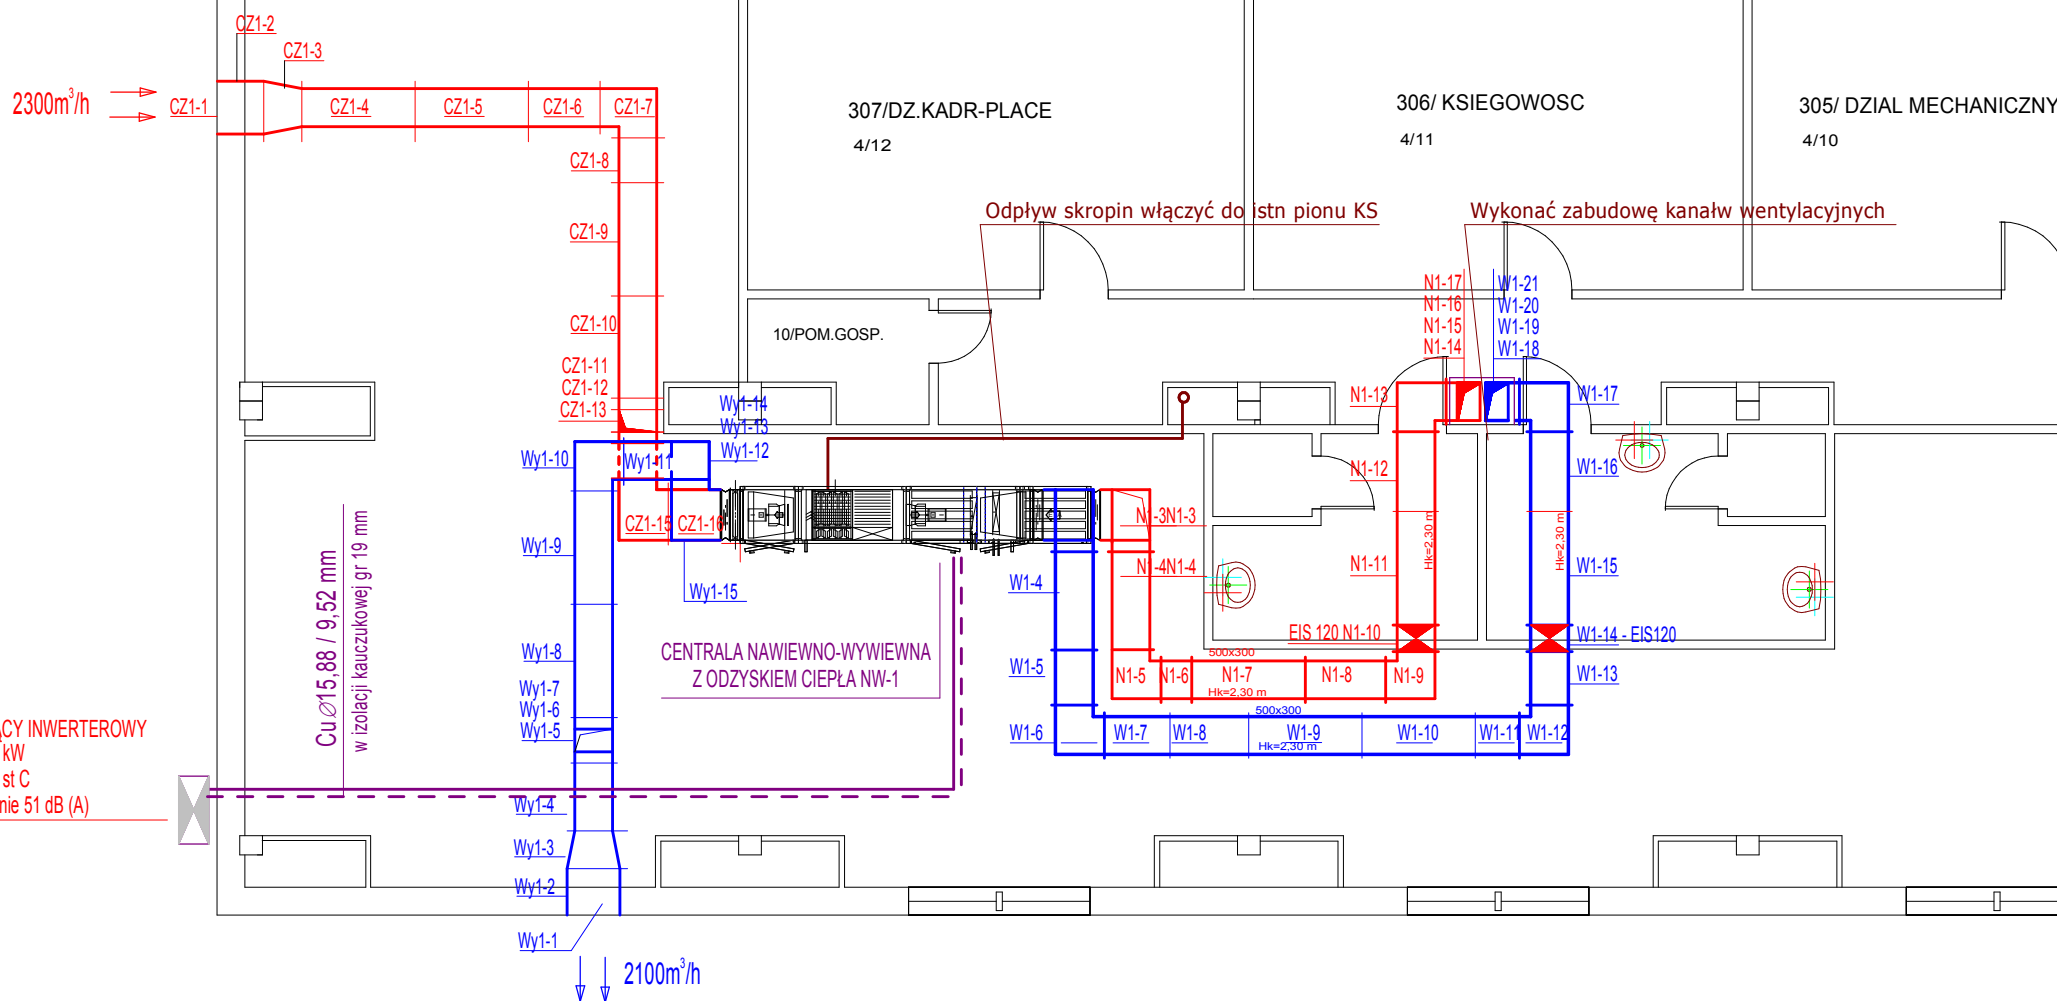 CZ1-2
CZ1-3
2300m³/h
CZ1-1
CZ1-4
CZ1-5
CZ1-6
CZ1-7
307/DZ.KADR-PLACE
4/12
306/ KSIEGOWOSC
4/11
305/ DZIAL MECHANICZNY
4/10
CZ1-8
CZ1-9
CZ1-10
CZ1-11
CZ1-12
CZ1-13
Odpływ skropin włączyć do istn pionu KS
Wykonać zabudowę kanałw wentylacyjnych
10/POM.GOSP.
N1-17
N1-16
N1-15
N1-14
W1-21
W1-20
W1-19
W1-18
N1-13
W1-17
Wy1-14
Wy1-13
Wy1-12
Wy1-10
Wy1-11
N1-12
W1-16
CZ1-15
CZ1-16
N1-3N1-3
Wy1-9
N1-4N1-4
W1-4
N1-11
Hk=2,30 m
Hk=2,30 m
W1-15
Wy1-15
Cu Ø15,88 / 9,52 mm
w izolacji kauczukowej gr 19 mm
CENTRALA NAWIEWNO-WYWIEWNA
Z ODZYSKIEM CIEPŁA NW-1
EIS 120 N1-10
W1-14 - EIS120
Wy1-8
Wy1-7
Wy1-6
Wy1-5
W1-5
500x300
N1-5
N1-6
N1-7
N1-8
N1-9
Hk=2,30 m
W1-13
500x300
W1-6
W1-7
W1-8
W1-9
W1-10
W1-11
W1-12
Hk=2,30 m
CY INWERTEROWY
kW
st C
nie 51 dB (A)
Wy1-4
Wy1-3
Wy1-2
Wy1-1
2100m³/h